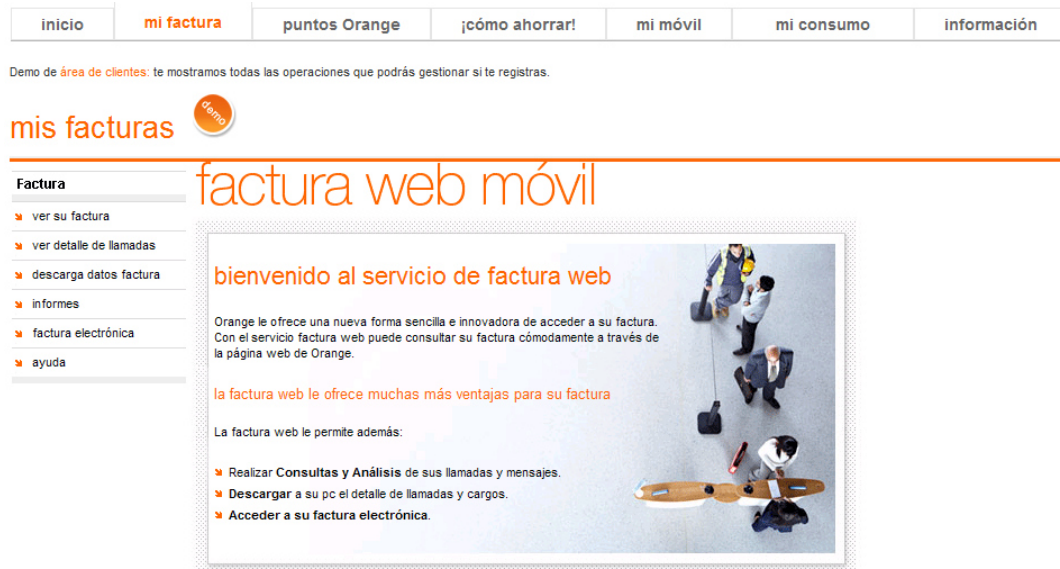 inicio
mi factura
puntos Orange
¡cómo ahorrar!
mi móvil
mi consumo
información
Demo de área de clientes: te mostramos todas las operaciones que podrás gestionar si te registras.
mis facturas
demo
Factura
ver su factura
ver detalle de llamadas
descarga datos factura
informes
factura electrónica
ayuda
factura web móvil
bienvenido al servicio de factura web
Orange le ofrece una nueva forma sencilla e innovadora de acceder a su factura.
Con el servicio factura web puede consultar su factura cómodamente a través de
la página web de Orange.
la factura web le ofrece muchas más ventajas para su factura
La factura web le permite además:
Realizar Consultas y Análisis de sus llamadas y mensajes.
Descargar a su pc el detalle de llamadas y cargos.
Acceder a su factura electrónica.